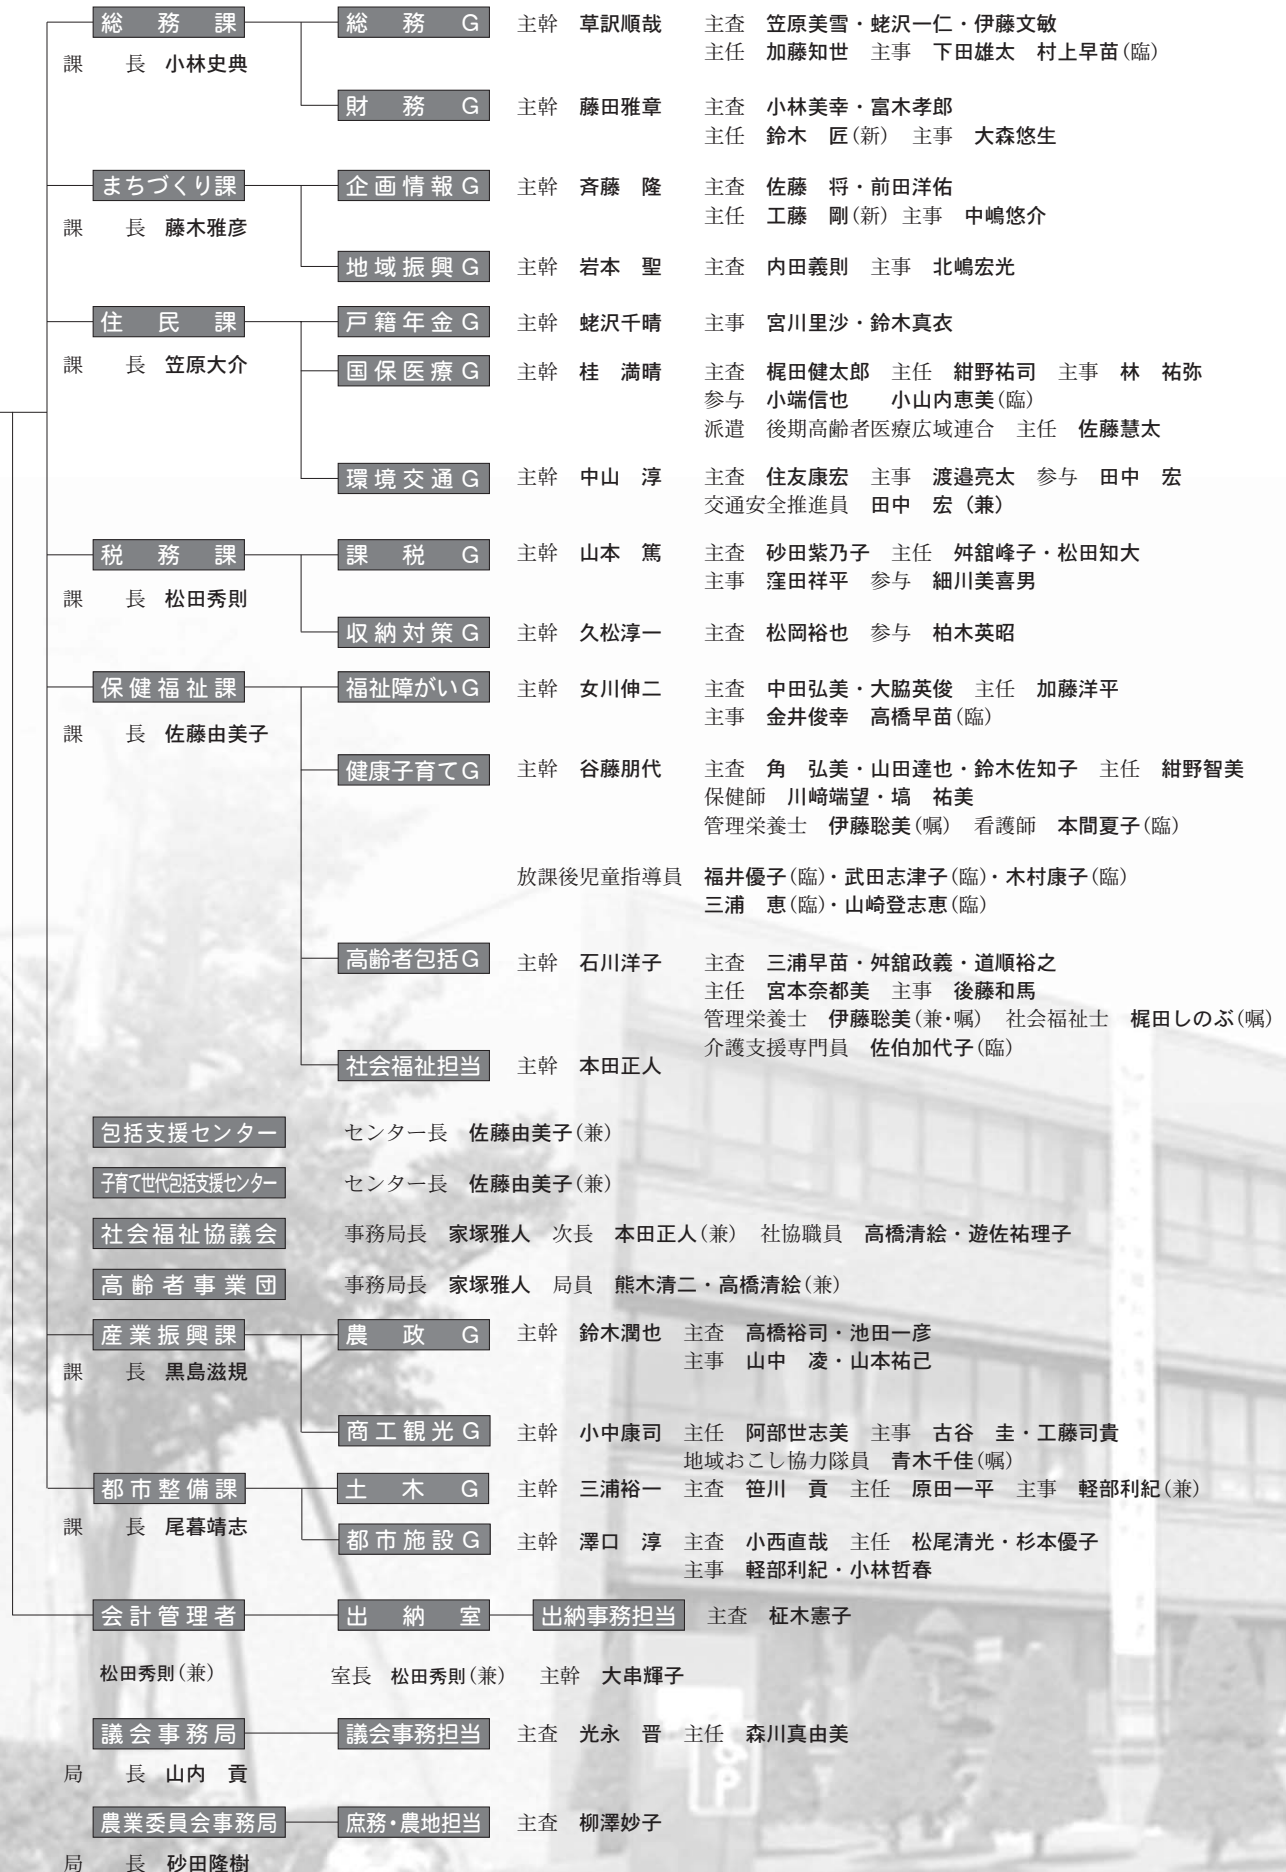 総務課　総務G　主幹　草訳順哉　主査　笠原美雪・蛯沢一仁・伊藤文敏
課　長　小林史典　主任　加藤知世　主事　下田雄太　村上早苗(臨)
財務G　主幹　藤田雅章　主査　小林美幸・富木孝郎
主任　鈴木　匠(新)　主事　大森悠生
まちづくり課　企画情報G　主幹　斉藤　隆　主査　佐藤　将・前田洋佑
課　長　藤木雅彦　主任　工藤　剛(新)　主事　中嶋悠介
地域振興G　主幹　岩本　聖　主査　内田義則　主事　北嶋宏光
住民課　戸籍年金G　主幹　蛯沢千晴　主事　宮川里沙・鈴木真衣
課　長　笠原大介　国保医療G　主幹　桂　満晴　主査　梶田健太郎　主任　紺野祐司　主事　林　祐弥
参与　小端信也　小山内恵美(臨)
派遣　後期高齢者医療広域連合　主任　佐藤慧太
環境交通G　主幹　中山　淳　主査　住友康宏　主事　渡邉亮太　参与　田中　宏
交通安全推進員　田中　宏（兼）
税務課　課税G　主幹　山本　篤　主査　砂田紫乃子　主任　舛舘峰子・松田知大
課　長　松田秀則　主事　窪田祥平　参与　細川美喜男
収納対策G　主幹　久松淳一　主査　松岡裕也　参与　柏木英昭
保健福祉課　福祉障がいG　主幹　女川伸二　主査　中田弘美・大脇英俊　主任　加藤洋平
課　長　佐藤由美子　主事　金井俊幸　高橋早苗(臨)
健康子育てG　主幹　谷藤朋代　主査　角　弘美・山田達也・鈴木佐知子　主任　紺野智美
保健師　川﨑端望・塙　祐美
管理栄養士　伊藤聡美(嘱)　看護師　本間夏子(臨)
放課後児童指導員　福井優子(臨)・武田志津子(臨)・木村康子(臨)
三浦　恵(臨)・山崎登志恵(臨)
高齢者包括G　主幹　石川洋子　主査　三浦早苗・舛舘政義・道順裕之
主任　宮本奈都美　主事　後藤和馬
管理栄養士　伊藤聡美(兼・嘱)　社会福祉士　梶田しのぶ(嘱)
介護支援専門員　佐伯加代子(臨)
社会福祉担当　主幹　本田正人
包括支援センター　センター長　佐藤由美子(兼)
子育て世代包括支援センター　センター長　佐藤由美子(兼)
社会福祉協議会　事務局長　家塚雅人　次長　本田正人(兼)　社協職員　高橋清絵・遊佐祐理子
高齢者事業団　事務局長　家塚雅人　局員　熊木清二・高橋清絵(兼)
産業振興課　農政G　主幹　鈴木潤也　主査　高橋裕司・池田一彦
課　長　黒島滋規　主事　山中　凌・山本祐己
商工観光G　主幹　小中康司　主任　阿部世志美　主事　古谷　圭・工藤司貴
地域おこし協力隊員　青木千佳(嘱)
都市整備課　土木G　主幹　三浦裕一　主査　笹川　貢　主任　原田一平　主事　軽部利紀(兼)
課　長　尾暮靖志　都市施設G　主幹　澤口　淳　主査　小西直哉　主任　松尾清光・杉本優子
主事　軽部利紀・小林哲春
会計管理者　出納室　出納事務担当　主査　柾木憲子
松田秀則(兼)　室長　松田秀則(兼)　主幹　大串輝子
議会事務局　議会事務担当　主査　光永　晋　主任　森川真由美
局　長　山内　貢
農業委員会事務局　庶務・農地担当　主査　柳澤妙子
局　長　砂田隆樹